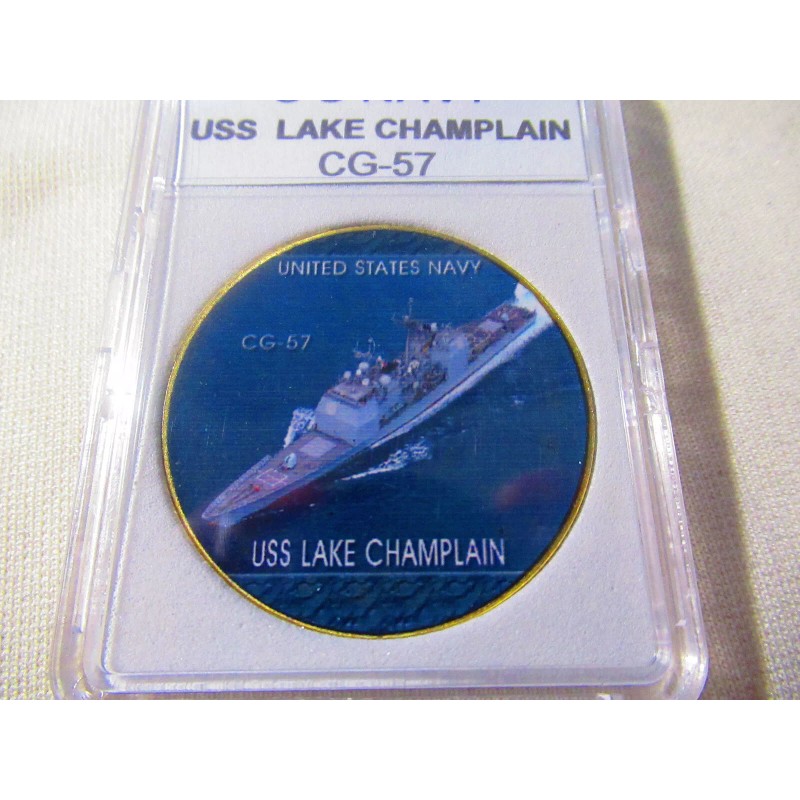 USS LAKE CHAMPLAIN
CG-57
UNITED STATES NAVY
CG-57
USS LAKE CHAMPLAIN